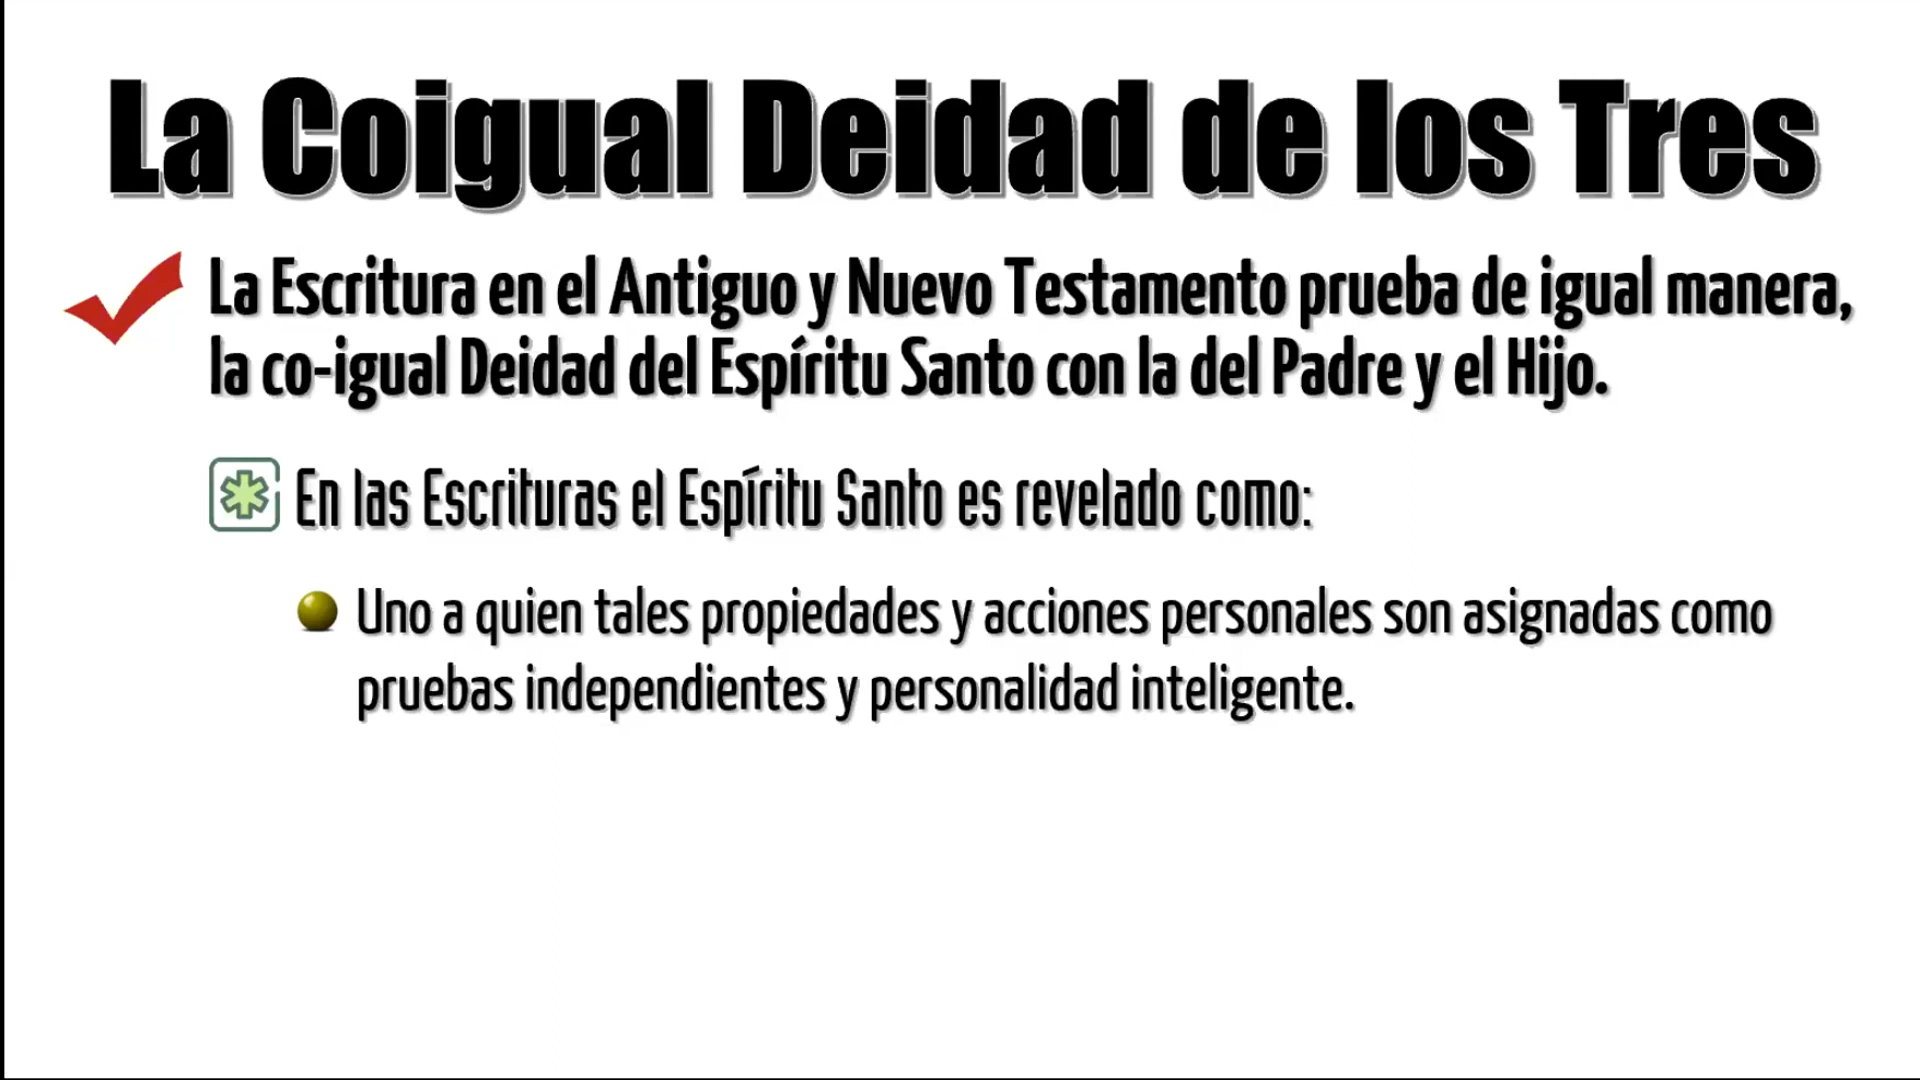 La Coigual Deidad de los Tres
La Escritura en el Antiguo y Nuevo Testamento prueba de igual manera,
la co-igual Deidad del Espíritu Santo con la del Padre y el Hijo.
En las Escrituras el Espíritu Santo es revelado como:
Uno a quien tales propiedades y acciones personales son asignadas como
pruebas independientes y personalidad inteligente.